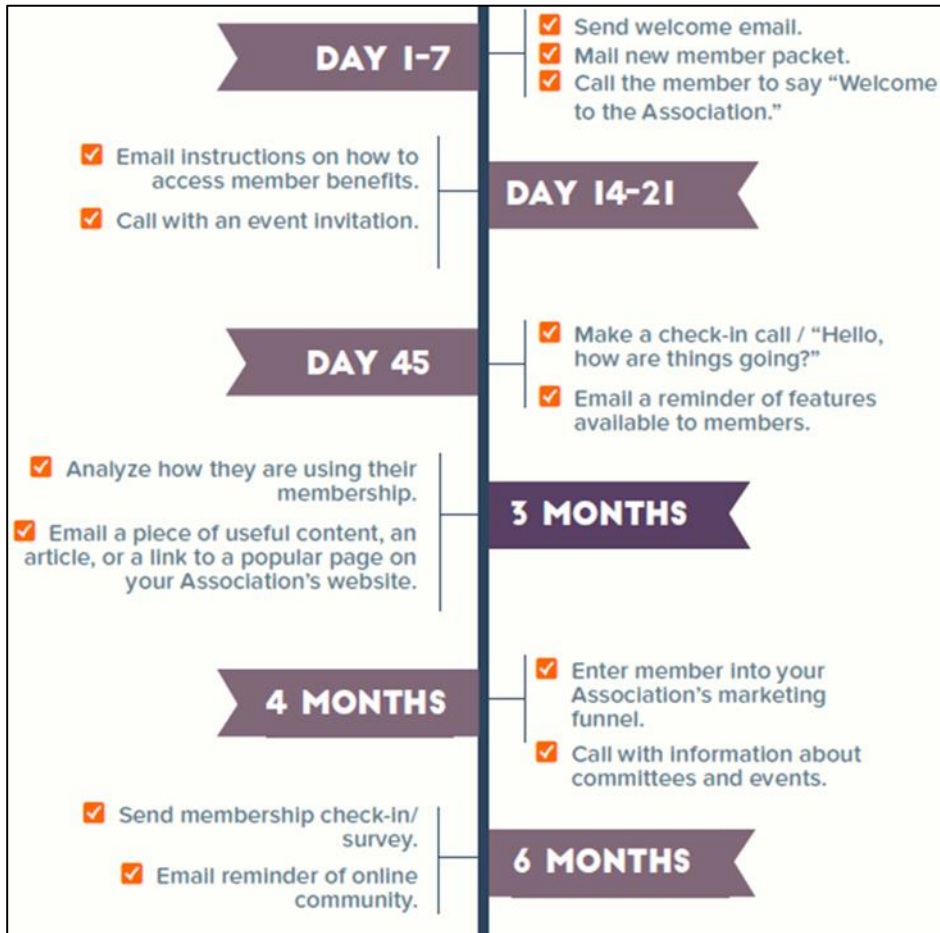 DAY 1-7
Send welcome email.
Mail new member packet.
Call the member to say “Welcome
to the Association.”
Email instructions on how to
access member benefits.
Call with an event invitation.
DAY 14-21
DAY 45
Make a check-in call / “Hello,
how are things going?”
Email a reminder of features
available to members.
Analyze how they are using their
membership.
Email a piece of useful content, an
article, or a link to a popular page on
your Association’s website.
3 MONTHS
4 MONTHS
Enter member into your
Association’s marketing
funnel.
Call with information about
committees and events.
Send membership check-in/
survey.
Email reminder of online
community.
6 MONTHS